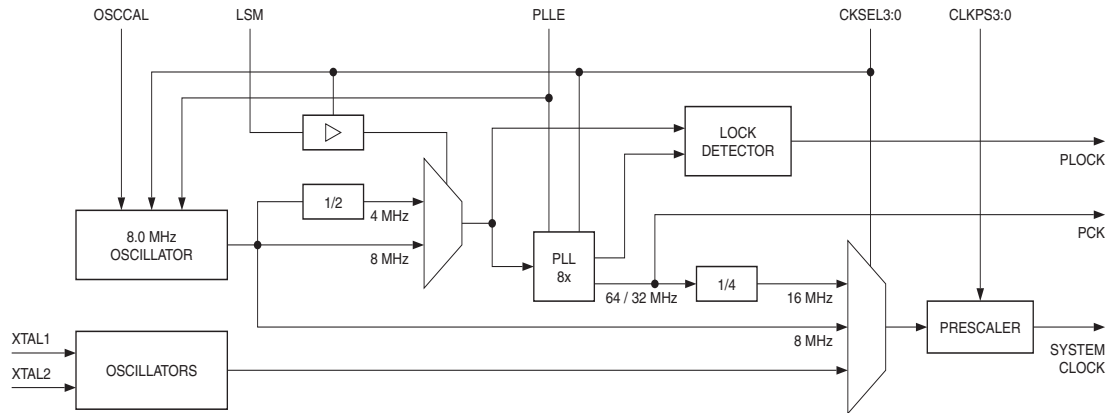 OSCCAL
LSM
PLLE
CKSEL3:0
CLKPS3:0
LOCK
DETECTOR
PLOCK
1/2
4 MHz
8.0 MHz
OSCILLATOR
8 MHz
PLL
8x
PCK
64 / 32 MHz
1/4
16 MHz
8 MHz
PRESCALER
SYSTEM
CLOCK
XTAL1
XTAL2
OSCILLATORS